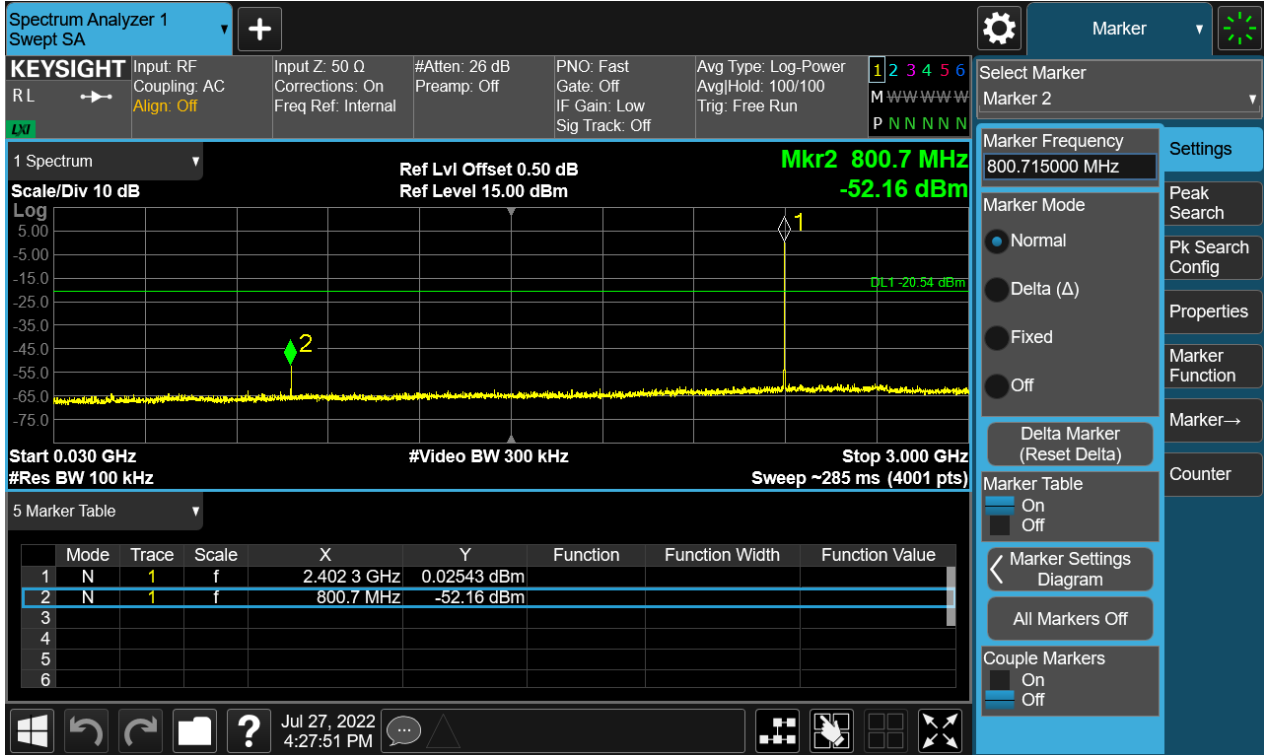 Spectrum Analyzer 1
Swept SA
+
Marker
KEYSIGHT
R L
LXI
Input: RF
Coupling: AC
Align: Off
Input Z: 50 Ω
Corrections: On
Freq Ref: Internal
#Atten: 26 dB
Preamp: Off
PNO: Fast
Gate: Off
IF Gain: Low
Sig Track: Off
Avg Type: Log-Power
Avg|Hold: 100/100
Trig: Free Run
1 2 3 4 5 6
M W W W W W
P N N N N N
Select Marker
Marker 2
1 Spectrum
Scale/Div 10 dB
Ref Lvl Offset 0.50 dB
Ref Level 15.00 dBm
Mkr2 800.7 MHz
-52.16 dBm
Log
5.00
-5.00
-15.0
-25.0
-35.0
-45.0
-55.0
-65.0
-75.0
1
2
DL1 -20.54 dBm
Start 0.030 GHz
#Res BW 100 kHz
#Video BW 300 kHz
Stop 3.000 GHz
Sweep ~285 ms (4001 pts)
5 Marker Table
Mode Trace Scale X Y Function Function Width Function Value
1 N 1 f 2.402 3 GHz 0.02543 dBm
2 N 1 f 800.7 MHz -52.16 dBm
3
4
5
6
Marker Frequency
800.715000 MHz
Marker Mode
Normal
Delta (Δ)
Fixed
Off
Delta Marker
(Reset Delta)
Marker Table
On
Off
Marker Settings
Diagram
All Markers Off
Couple Markers
On
Off
Settings
Peak
Search
Pk Search
Config
Properties
Marker
Function
Marker→
Counter
?
Jul 27, 2022
4:27:51 PM